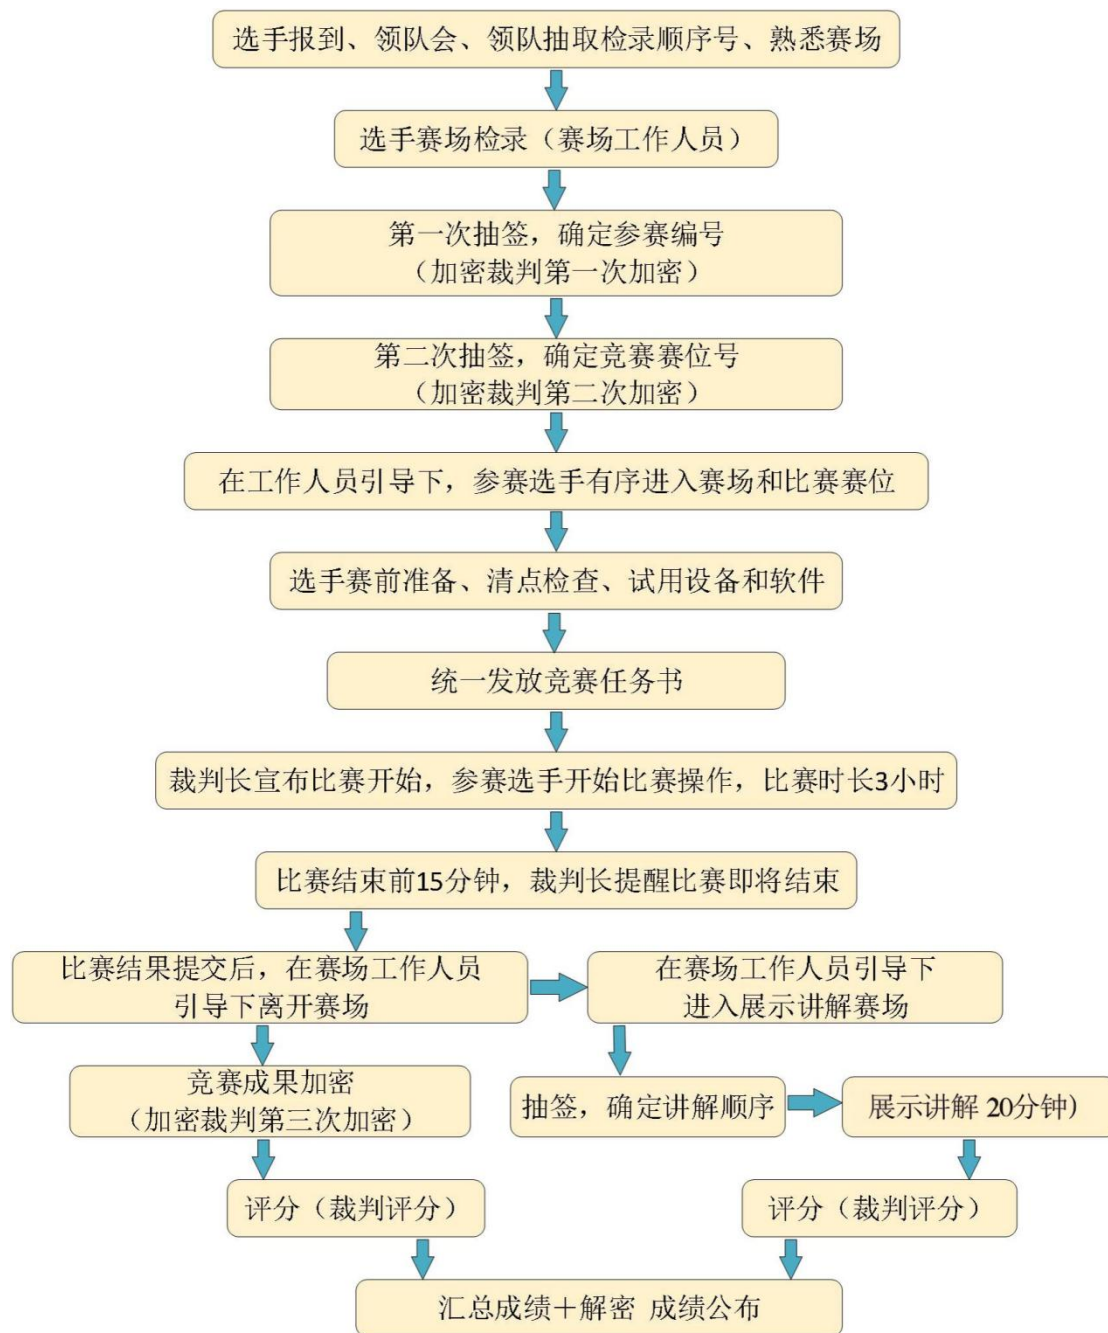 选手报到、领队会、领队抽取检录顺序号、熟悉赛场
选手赛场检录（赛场工作人员）
第一次抽签，确定参赛编号
（加密裁判第一次加密）
第二次抽签，确定竞赛赛位号
（加密裁判第二次加密）
在工作人员引导下，参赛选手有序进入赛场和比赛赛位
选手赛前准备、清点检查、试用设备和软件
统一发放竞赛任务书
裁判长宣布比赛开始，参赛选手开始比赛操作，比赛时长3小时
比赛结束前15分钟，裁判长提醒比赛即将结束
比赛结果提交后，在赛场工作人员
引导下离开赛场
在赛场工作人员引导下
进入展示讲解赛场
竞赛成果加密
（加密裁判第三次加密）
抽签，确定讲解顺序
展示讲解 20分钟）
评分（裁判评分）
评分（裁判评分）
汇总成绩＋解密 成绩公布